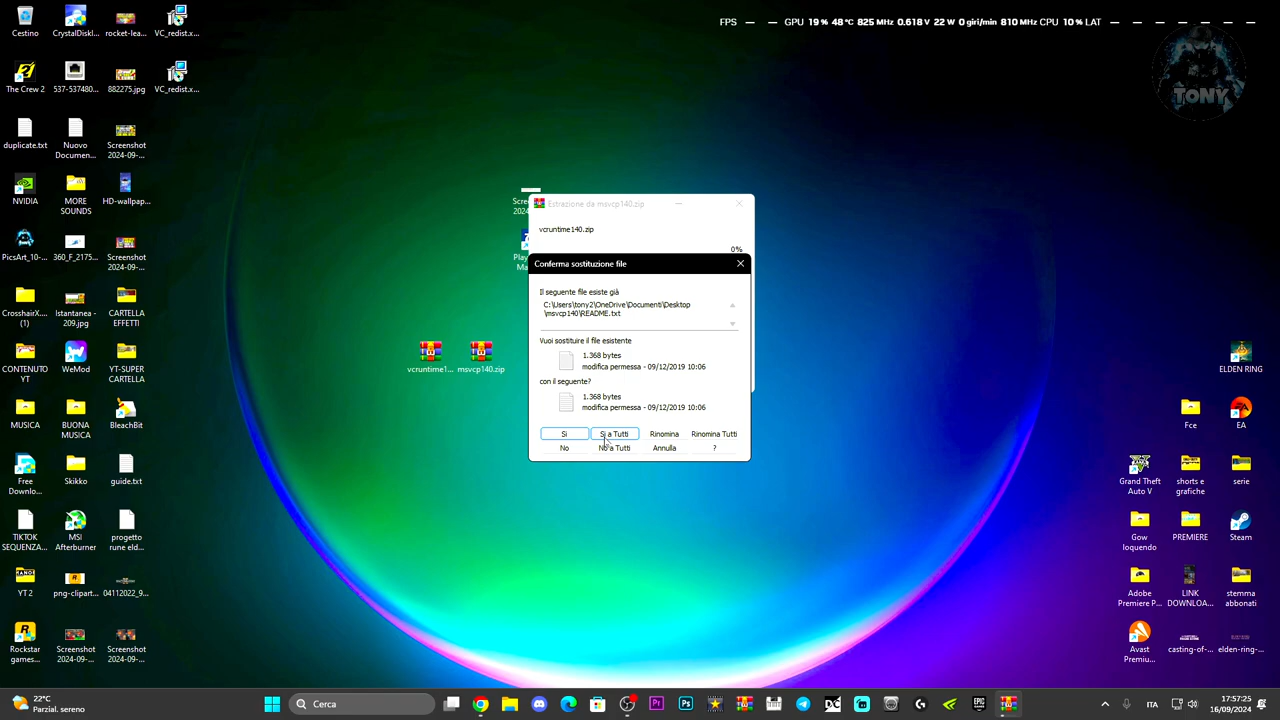 FPS — — GPU 19 % 48 °C 825 MHz 0.618 V 22 W 0 giri/min 810 MHz CPU 10 % LAT — — — — — —
TONY
Cestino
CrystalDiskI...
rocket-lea...
VC_redist.x...
The Crew 2
537-537480...
882275.jpg
VC_redist.x...
duplicate.txt
Nuovo
Documen...
Screenshot
2024-09-...
NVIDIA
MORE
SOUNDS
HD-wallpap...
PicsArt_10-...
360_F_2175...
Screenshot
2024-09-...
CrosshairX....
(1)
Istantanea -
209.jpg
CARTELLA
EFFETTI
CONTENUTO
YT
WeMod
YT-SUPER
CARTELLA
MUSICA
BUONA
MUSICA
BleachBit
Free
Downlo...
Skikko
guide.txt
TIKTOK
SEQUENZA...
MSI
Afterburner
progetto
rune eld...
YT 2
png-clipart...
04112022_9...
Rockstar
games...
Screenshot
2024-09-...
Screenshot
2024-09-...
vcruntime1...
msvcp140.zip
Estrazione da msvcp140.zip
vcruntime140.zip
0%
Conferma sostituzione file
Il seguente file esiste già
C:\Users\tony2\OneDrive\Documenti\Desktop
\msvcp140\README.txt
Vuoi sostituire il file esistente
1.368 bytes
modifica permessa - 09/12/2019 10:06
con il seguente?
1.368 bytes
modifica permessa - 09/12/2019 10:06
Si
Si a Tutti
Rinomina
Rinomina Tutti
No
No a Tutti
Annulla
?
ELDEN RING
Fce
EA
Grand Theft
Auto V
shorts e
grafiche
serie
Gow
loquendo
PREMIERE
Steam
Adobe
Premiere P...
LINK
DOWNLOA...
stemma
abbonati
Avast
Premiu...
casting-of-...
elden-ring-...
22°C
Parzial. sereno
Cerca
ITA
17:57:25
16/09/2024